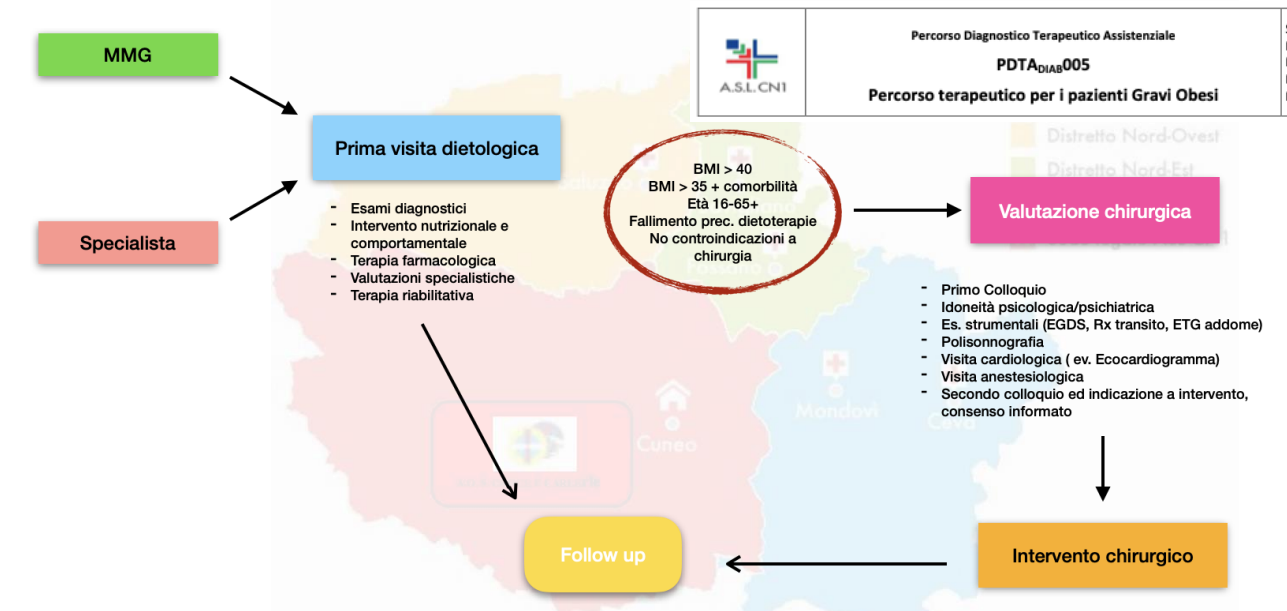 MMG
Specialista
Prima visita dietologica
- Esami diagnostici
- Intervento nutrizionale e
comportamentale
- Terapia farmacologica
- Valutazioni specialistiche
- Terapia riabilitativa
BMI > 40
BMI > 35 + comorbilità
Età 16-65+
Fallimento prec. dietoterapie
No controindicazioni a
chirurgia
A.S.L. CN1
Percorso Diagnostico Terapeutico Assistenziale
PDTADIAB005
Percorso terapeutico per i pazienti Gravi Obesi
Distretto Nord-Ovest
Distretto Nord-Est
Valutazione chirurgica
- Primo Colloquio
- Idoneità psicologica/psichiatrica
- Es. strumentali (EGDS, Rx transito, ETG addome)
- Polisonnografia
- Visita cardiologica ( ev. Ecocardiogramma)
- Visita anestesiologica
- Secondo colloquio ed indicazione a intervento,
consenso informato
Mondovì
Ceva
Cuneo
Follow up
Intervento chirurgico